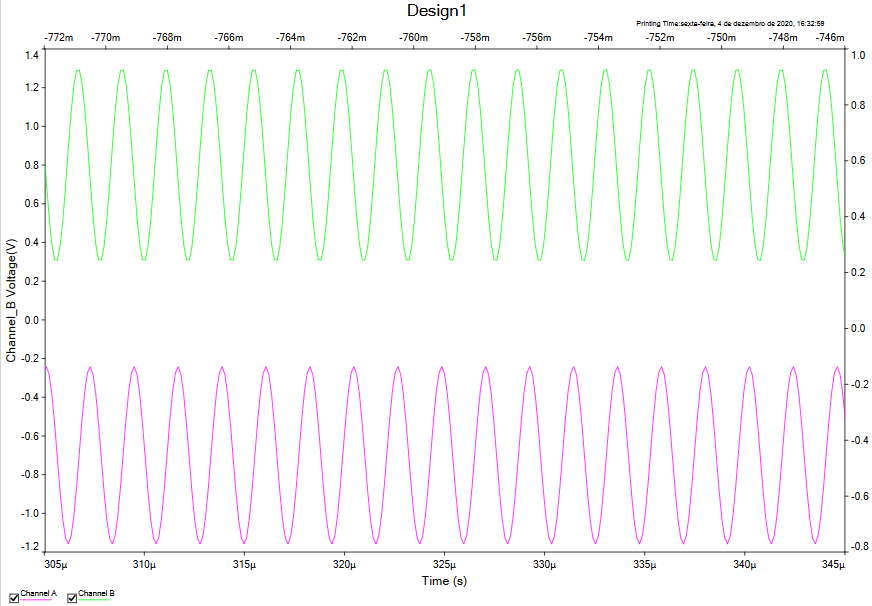 Design1
Printing Time:sexta-feira, 4 de dezembro de 2020, 16:32:59
-772m -770m -768m -766m -764m -762m -760m -758m -756m -754m -752m -750m -748m -746m
1.4 1.0
1.2 0.8
1.0
0.8 0.6
0.6 0.4
0.4
0.2 0.2
0.0 0.0
-0.2 -0.2
-0.4
-0.6 -0.4
-0.8 -0.6
-1.0
-1.2 -0.8
Channel_B Voltage(V)
305µ 310µ 315µ 320µ 325µ 330µ 335µ 340µ 345µ
Time (s)
Channel A Channel B